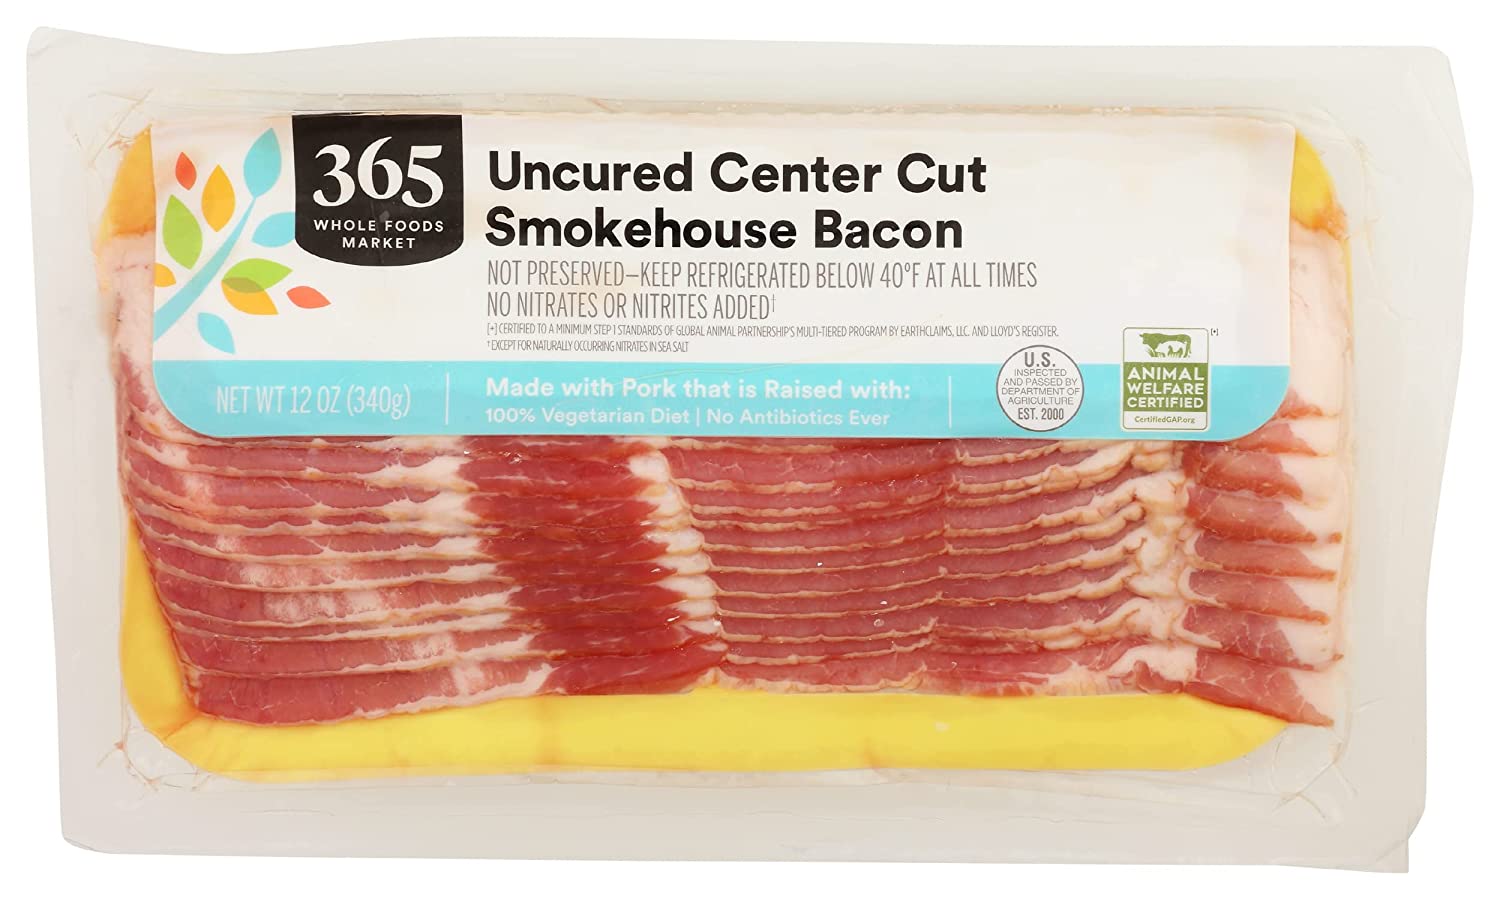 365
WHOLE FOODS
MARKET
Uncured Center Cut
Smokehouse Bacon
NOT PRESERVED–KEEP REFRIGERATED BELOW 40°F AT ALL TIMES
NO NITRATES OR NITRITES ADDED†
[+] CERTIFIED TO A MINIMUM STEP 1 STANDARDS OF GLOBAL ANIMAL PARTNERSHIP'S MULTI-TIERED PROGRAM BY EARTHCLAIMS, LLC. AND LLOYD'S REGISTER.
† EXCEPT FOR NATURALLY OCCURRING NITRATES IN SEA SALT
NET WT 12 OZ (340g)
Made with Pork that is Raised with:
100% Vegetarian Diet | No Antibiotics Ever
U.S.
INSPECTED
AND PASSED BY
DEPARTMENT OF
AGRICULTURE
EST. 2000
[+]
ANIMAL
WELFARE
CERTIFIED
CertifiedGAP.org